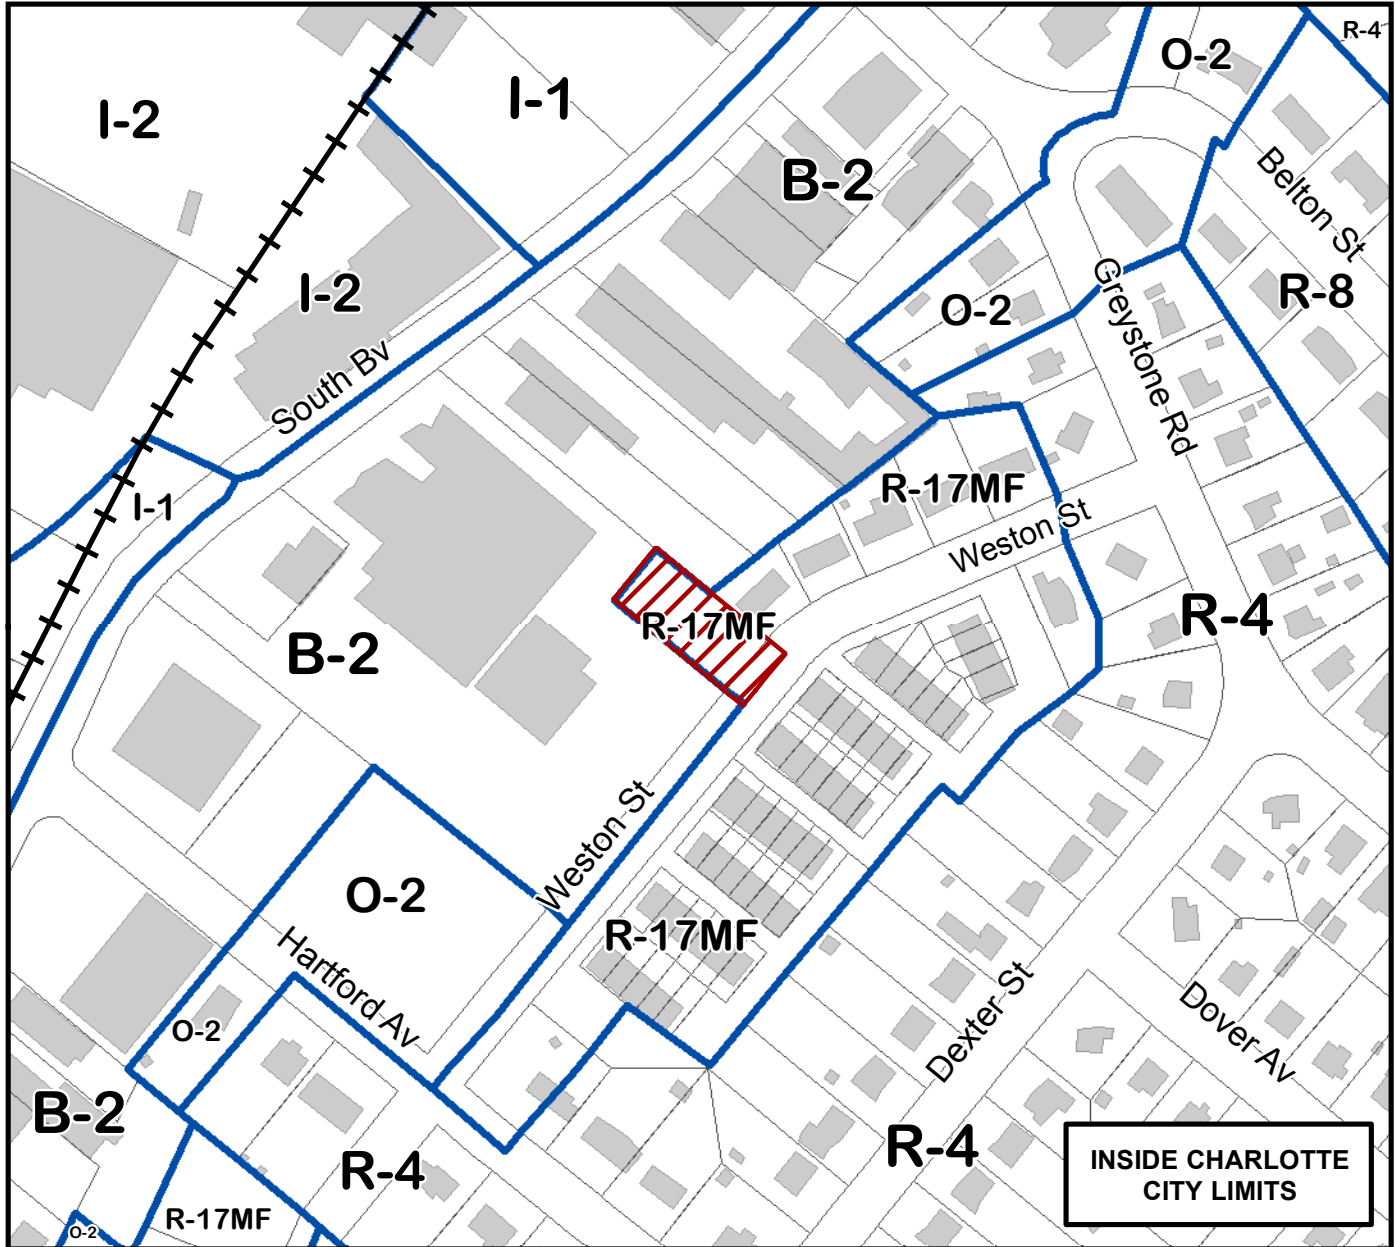 R-4
O-2
I-1
I-2
B-2
Belton St
I-2
R-8
O-2
Greystone Rd
South Bv
R-17MF
I-1
Weston St
R-4
R-17MF
B-2
Weston St
O-2
R-17MF
Hartford Av
Dexter St
Dover Av
O-2
B-2
R-4
R-4
INSIDE CHARLOTTE
CITY LIMITS
R-17MF
O-2